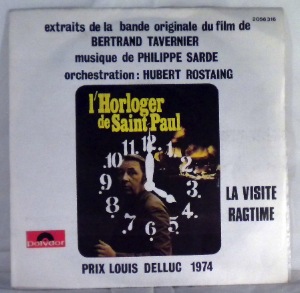 2056.316
extraits de la bande originale du film de
BERTRAND TAVERNIER
musique de PHILIPPE SARDE
orchestration: HUBERT ROSTAING
l'Horloger
de Saint Paul
12
11 1
10 2
9 3
8 4
7 5
6
LA VISITE
RAGTIME
Polydor
PRIX LOUIS DELLUC 1974